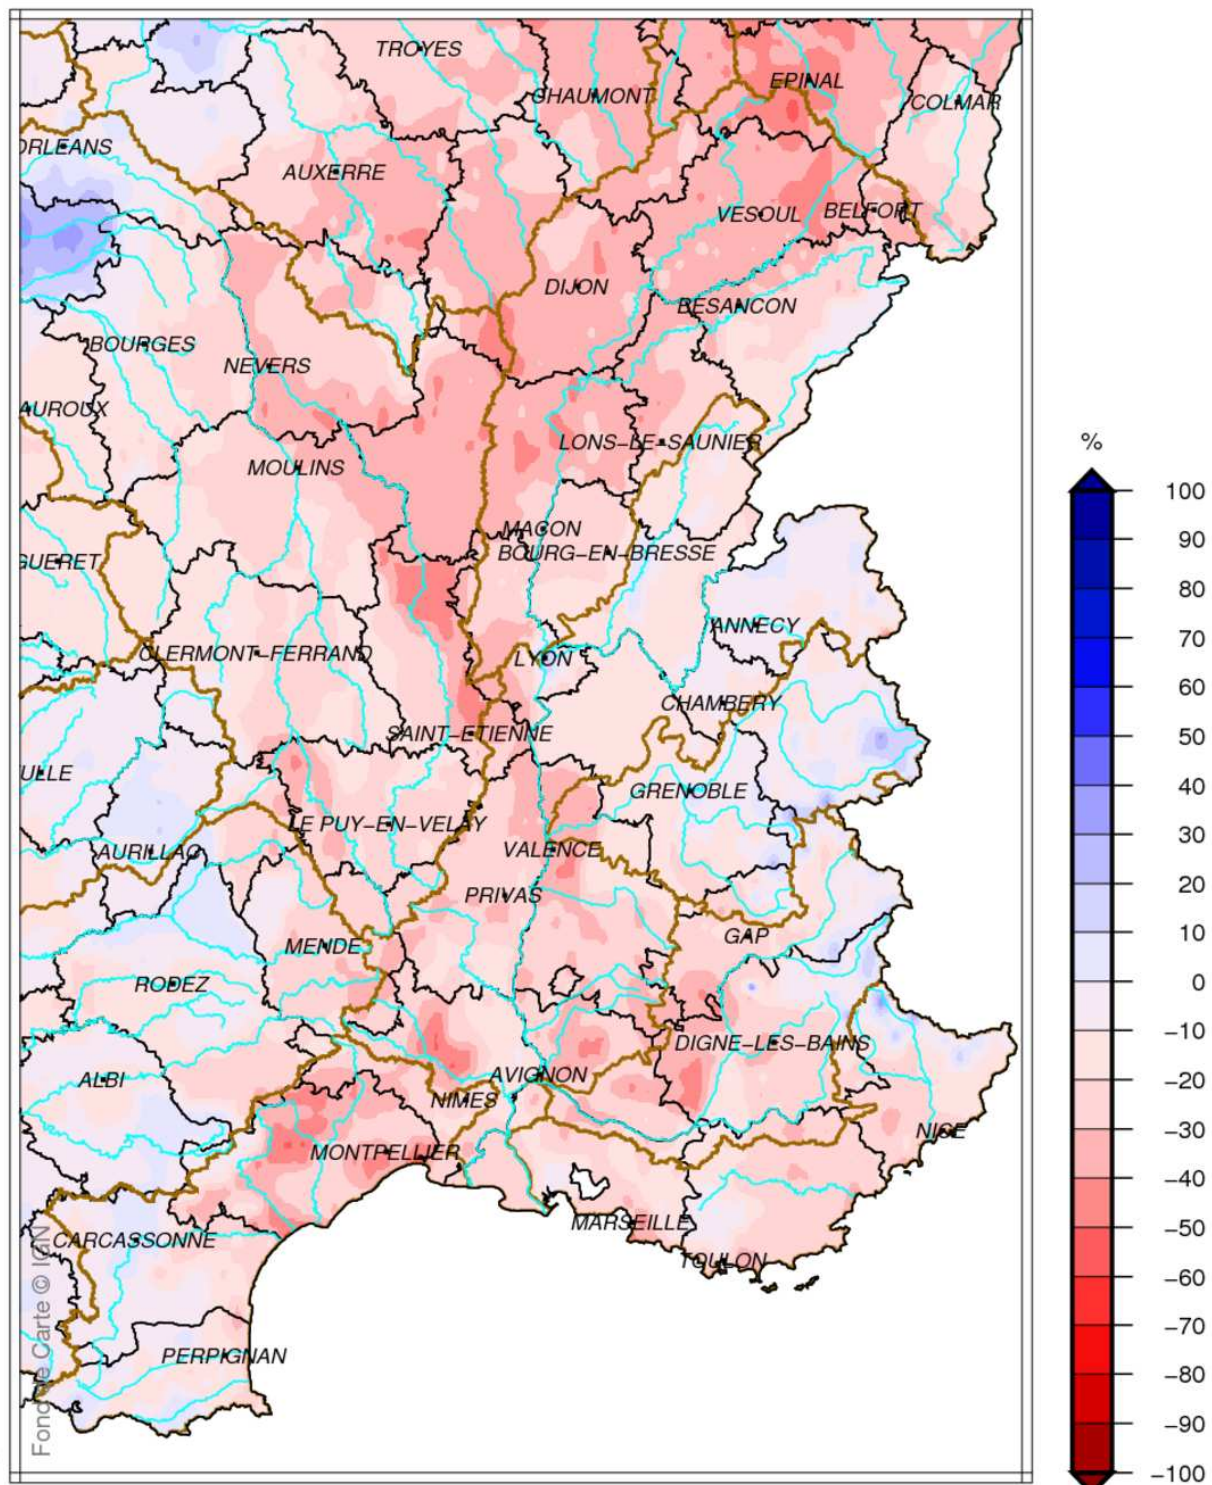 TROYES
CHAUMONT
EPINAL
COLMAR
ORLEANS
AUXERRE
VESOUL
BELFORT
DIJON
BESANCON
BOURGES
NEVERS
AUROUX
LONS-LE-SAUNIER
MOULINS
MACON
BOURG-EN-BRESSE
GUERET
ANNECY
CLERMONT-FERRAND
LYON
CHAMBERY
SAINT-ETIENNE
ULLE
GRENOBLE
LE PUY-EN-VELAY
AURILLAC
VALENCE
PRIVAS
GAP
MENDE
RODEZ
DIGNE-LES-BAINS
ALBI
AVIGNON
NIMES
NICE
MONTPELLIER
MARSEILLE
CARCASSONNE
TOULON
PERPIGNAN
Fond de Carte © IGN
%
100
90
80
70
60
50
40
30
20
10
0
-10
-20
-30
-40
-50
-60
-70
-80
-90
-100